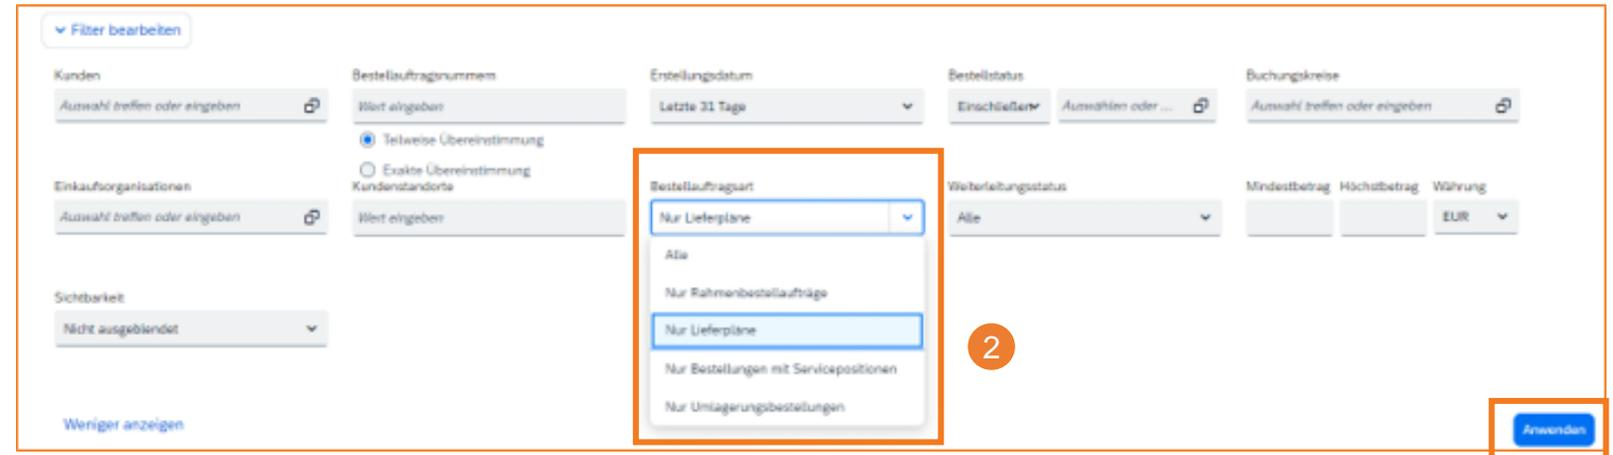 Filter bearbeiten
Kunden Bestellauftragsnummern Erstellungsdatum Bestellstatus Buchungskreise
Auswahl treffen oder eingeben Wert eingeben Letzte 31 Tage Einschließen Auswählen oder ... Auswahl treffen oder eingeben
Teilweise Übereinstimmung
Exakte Übereinstimmung
Einkaufsorganisationen Kundenstandorte Bestellauftragsart Weiterleitungsstatus Mindestbetrag Höchstbetrag Währung
Auswahl treffen oder eingeben Wert eingeben Nur Lieferpläne Alle EUR
Alle
Nur Rahmenbestellaufträge
Sichtbarkeit
Nicht ausgeblendet Nur Lieferpläne
2
Nur Bestellungen mit Servicepositionen
Nur Umlagerungsbestellungen
Weniger anzeigen Anwenden